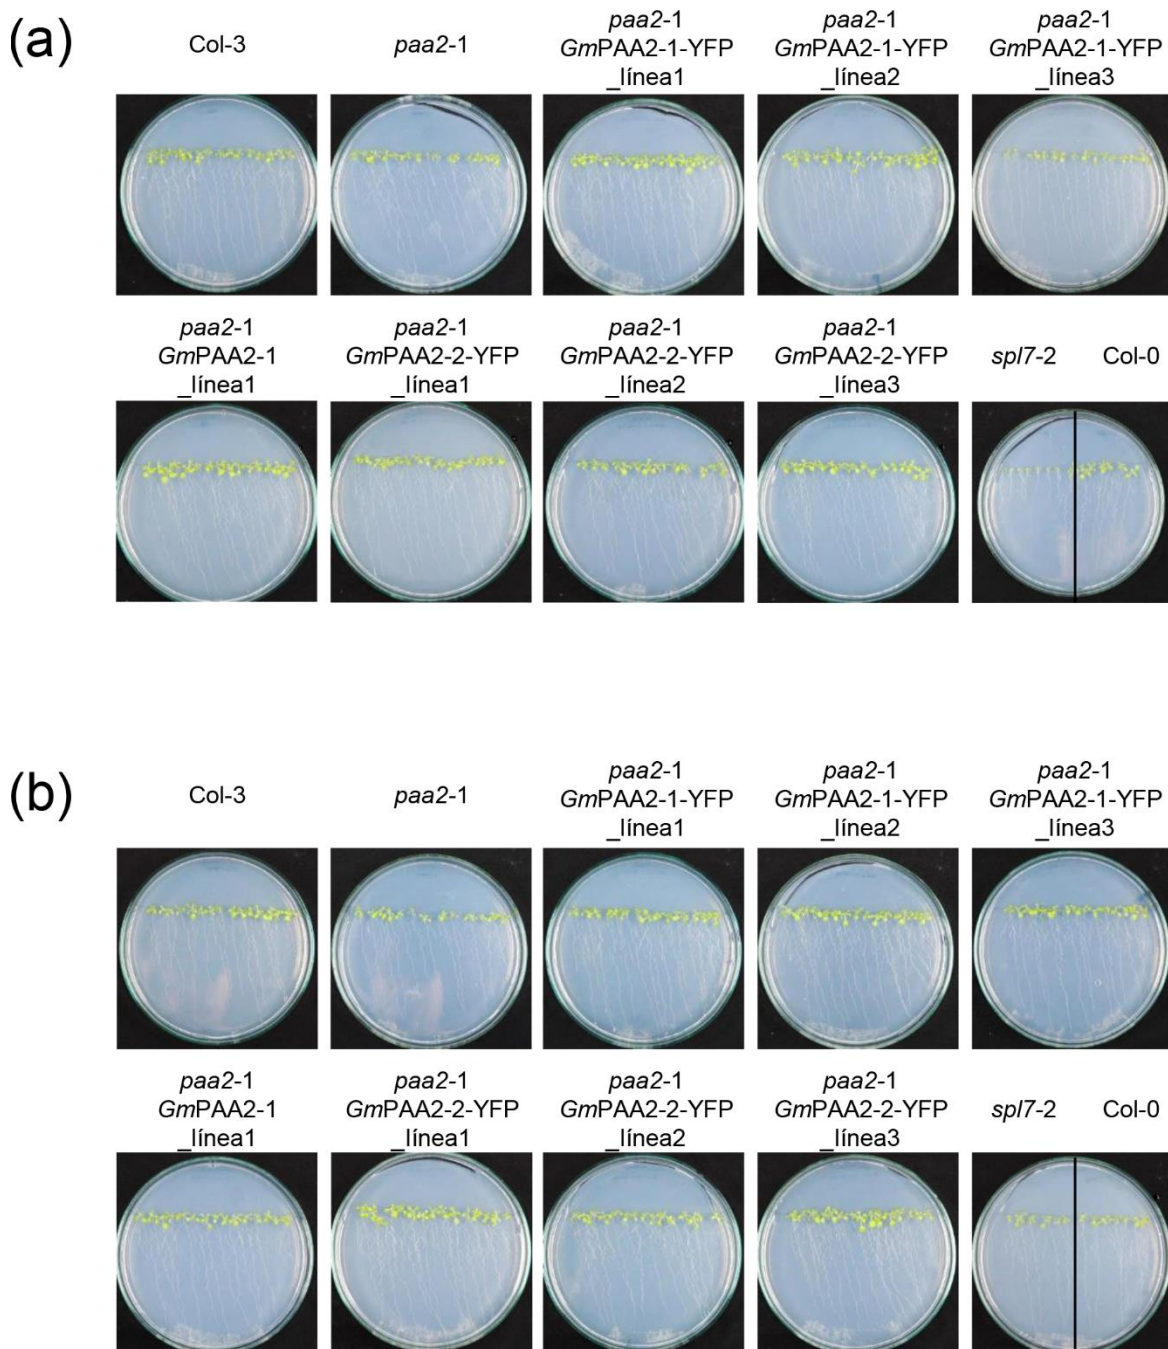 (a)
Col-3 paa2-1 paa2-1 paa2-1 paa2-1
GmPAA2-1-YFP GmPAA2-1-YFP GmPAA2-1-YFP
_línea1 _línea2 _línea3
paa2-1 paa2-1 paa2-1 paa2-1
GmPAA2-1 GmPAA2-2-YFP GmPAA2-2-YFP GmPAA2-2-YFP spl7-2 Col-0
_línea1 _línea1 _línea2 _línea3
(b)
Col-3 paa2-1 paa2-1 paa2-1 paa2-1
GmPAA2-1-YFP GmPAA2-1-YFP GmPAA2-1-YFP
_línea1 _línea2 _línea3
paa2-1 paa2-1 paa2-1 paa2-1
GmPAA2-1 GmPAA2-2-YFP GmPAA2-2-YFP GmPAA2-2-YFP spl7-2 Col-0
_línea1 _línea1 _línea2 _línea3